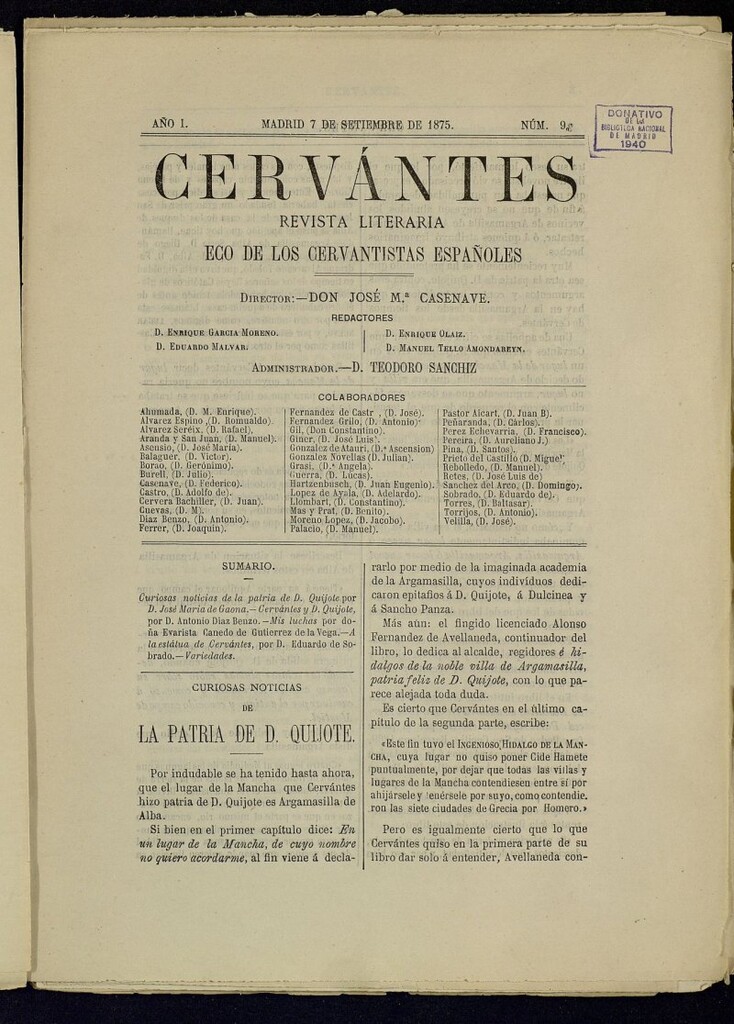 AÑO I. MADRID 7 DE SETIEMBRE DE 1875. NÚM. 9
DONATIVO
DE LA
BIBLIOTECA NACIONAL
DE MADRID
1940
CERVÁNTES
REVISTA LITERARIA
ECO DE LOS CERVANTISTAS ESPAÑOLES
DIRECTOR:—DON JOSÉ M.ª CASENAVE.
REDACTORES
D. ENRIQUE GARCIA MORENO.
D. EDUARDO MALVAR.
D. ENRIQUE OLAIZ.
D. MANUEL TELLO AMONDAREYN.
ADMINISTRADOR.—D. TEODORO SANCHIZ
COLABORADORES
Ahumada, (D. M. Enrique).
Alvarez Espino ,(D. Romualdo).
Alvarez Seréix, (D. Rafael).
Aranda y San Juan, (D. Manuel).
Asensio, (D. José María).
Balaguer, (D. Victor).
Borao, (D. Gerónimo).
Burell, (D. Julio).
Casenave, (D. Federico).
Castro, (D. Adolfo de).
Cervera Bachiller, (D. Juan).
Cuevas, (D. M).
Diaz Benzo, (D. Antonio).
Ferrer, (D. Joaquin).
Fernandez de Castr , (D. José).
Fernandez Grilo, (D. Antonio).
Gil, (Don Constantino).
Giner, (D. José Luis).
Gonzalez de Atauri, (D.ª Ascension)
Gonzalez Novellas (D. Julian).
Grasi, (D.ª Angela).
Guerra, (D. Lucas).
Hartzenbusch, (D. Juan Eugenio).
Lopez de Ayala, (D. Adelardo).
Llombart, (D. Constantino).
Mas y Prat, (D. Benito).
Moreno Lopez, (D. Jacobo).
Palacio, (D. Manuel).
Pastor Aicart, (D. Juan B).
Peñaranda, (D. Cárlos).
Perez Echevarria, (D. Francisco).
Pereira, (D. Aureliano J.)
Pina, (D. Santos).
Prieto del Castillo (D. Miguel)
Rebolledo, (D. Manuel).
Retes, (D. José Luis de)
Sanchez del Arco, (D. Domingo).
Sobrado, (D. Eduardo de).
Torres, (D. Baltasar).
Torrijos, (D. Antonio).
Velilla, (D. José).
SUMARIO.
Curiosas noticias de la patria de D. Quijote por
D. José Maria de Gaona.—Cervántes y D. Quijote,
por D. Antonio Diaz Benzo.—Mis luchas por do-
ña Evarista Canedo de Gutierrez de la Vega.—A
la estátua de Cervántes, por D. Eduardo de So-
brado.—Variedades.
CURIOSAS NOTICIAS
DE
LA PATRIA DE D. QUIJOTE.
Por indudable se ha tenido hasta ahora,
que el lugar de la Mancha que Cervántes
hizo patria de D. Quijote es Argamasilla de
Alba.
Si bien en el primer capítulo dice: En
un lugar de la Mancha, de cuyo nombre
no quiero acordarme, al fin viene á decla-
rarlo por medio de la imaginada academia
de la Argamasilla, cuyos indivíduos dedi-
caron epitafios á D. Quijote, á Dulcinea y
á Sancho Panza.
Más aún: el fingido licenciado Alonso
Fernandez de Avellaneda, continuador del
libro, lo dedica al alcalde, regidores é hi-
dalgos de la noble villa de Argamasilla,
patria feliz de D. Quijote, con lo que pa-
rece alejada toda duda.
Es cierto que Cervántes en el último ca-
pítulo de la segunda parte, escribe:
«Este fin tuvo el INGENIOSO HIDALGO DE LA MAN-
CHA, cuya lugar no quiso poner Cide Hamete
puntualmente, por dejar que todas las villas y
lugares de la Mancha contendiesen entre sí por
ahijársele y tenérsele por suyo, como contendie.
ron las siete ciudades de Grecia por Homero.»
Pero es igualmente cierto que lo que
Cervántes quiso en la primera parte de su
libro dar solo á entender, Avellaneda con-